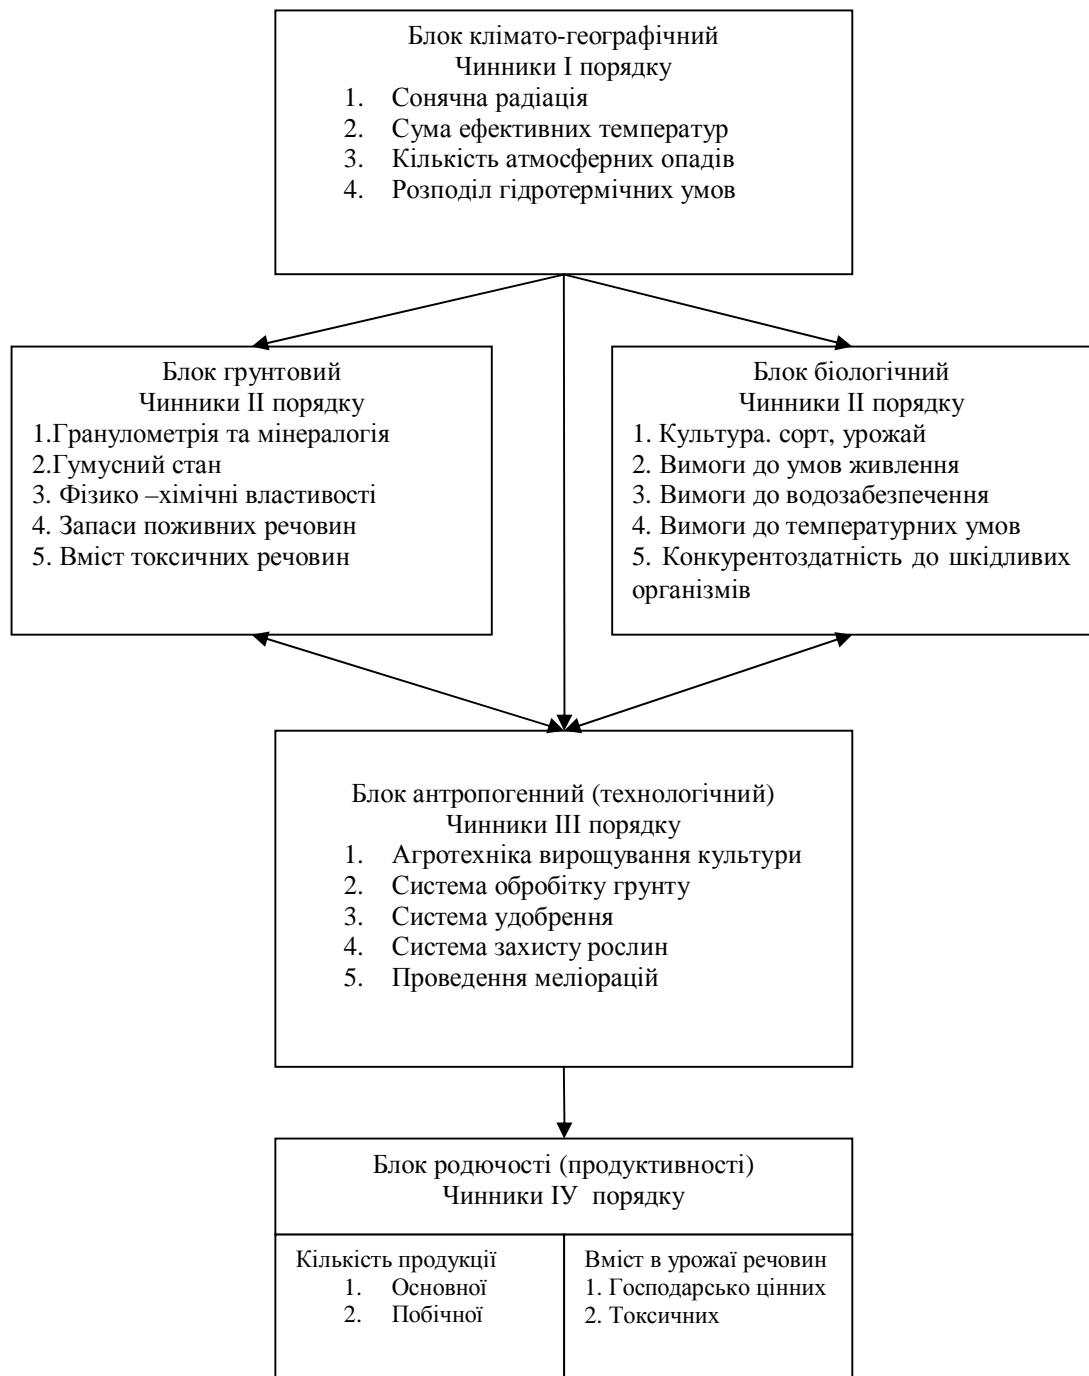 Блок клімато-географічний
Чинники І порядку
1. Сонячна радіація
2. Сума ефективних температур
3. Кількість атмосферних опадів
4. Розподіл гідротермічних умов
Блок грунтовий
Чинники ІІ порядку
1.Гранулометрія та мінералогія
2.Гумусний стан
3. Фізико –хімічні властивості
4. Запаси поживних речовин
5. Вміст токсичних речовин
Блок біологічний
Чинники ІІ порядку
1. Культура. сорт, урожай
2. Вимоги до умов живлення
3. Вимоги до водозабезпечення
4. Вимоги до температурних умов
5. Конкурентоздатність до шкідливих
організмів
Блок антропогенний (технологічний)
Чинники ІІІ порядку
1. Агротехніка вирощування культури
2. Система обробітку грунту
3. Система удобрення
4. Система захисту рослин
5. Проведення меліорацій
Блок родючості (продуктивності)
Чинники ІУ порядку
Кількість продукції
1. Основної
2. Побічної
Вміст в урожаї речовин
1. Господарсько цінних
2. Токсичних